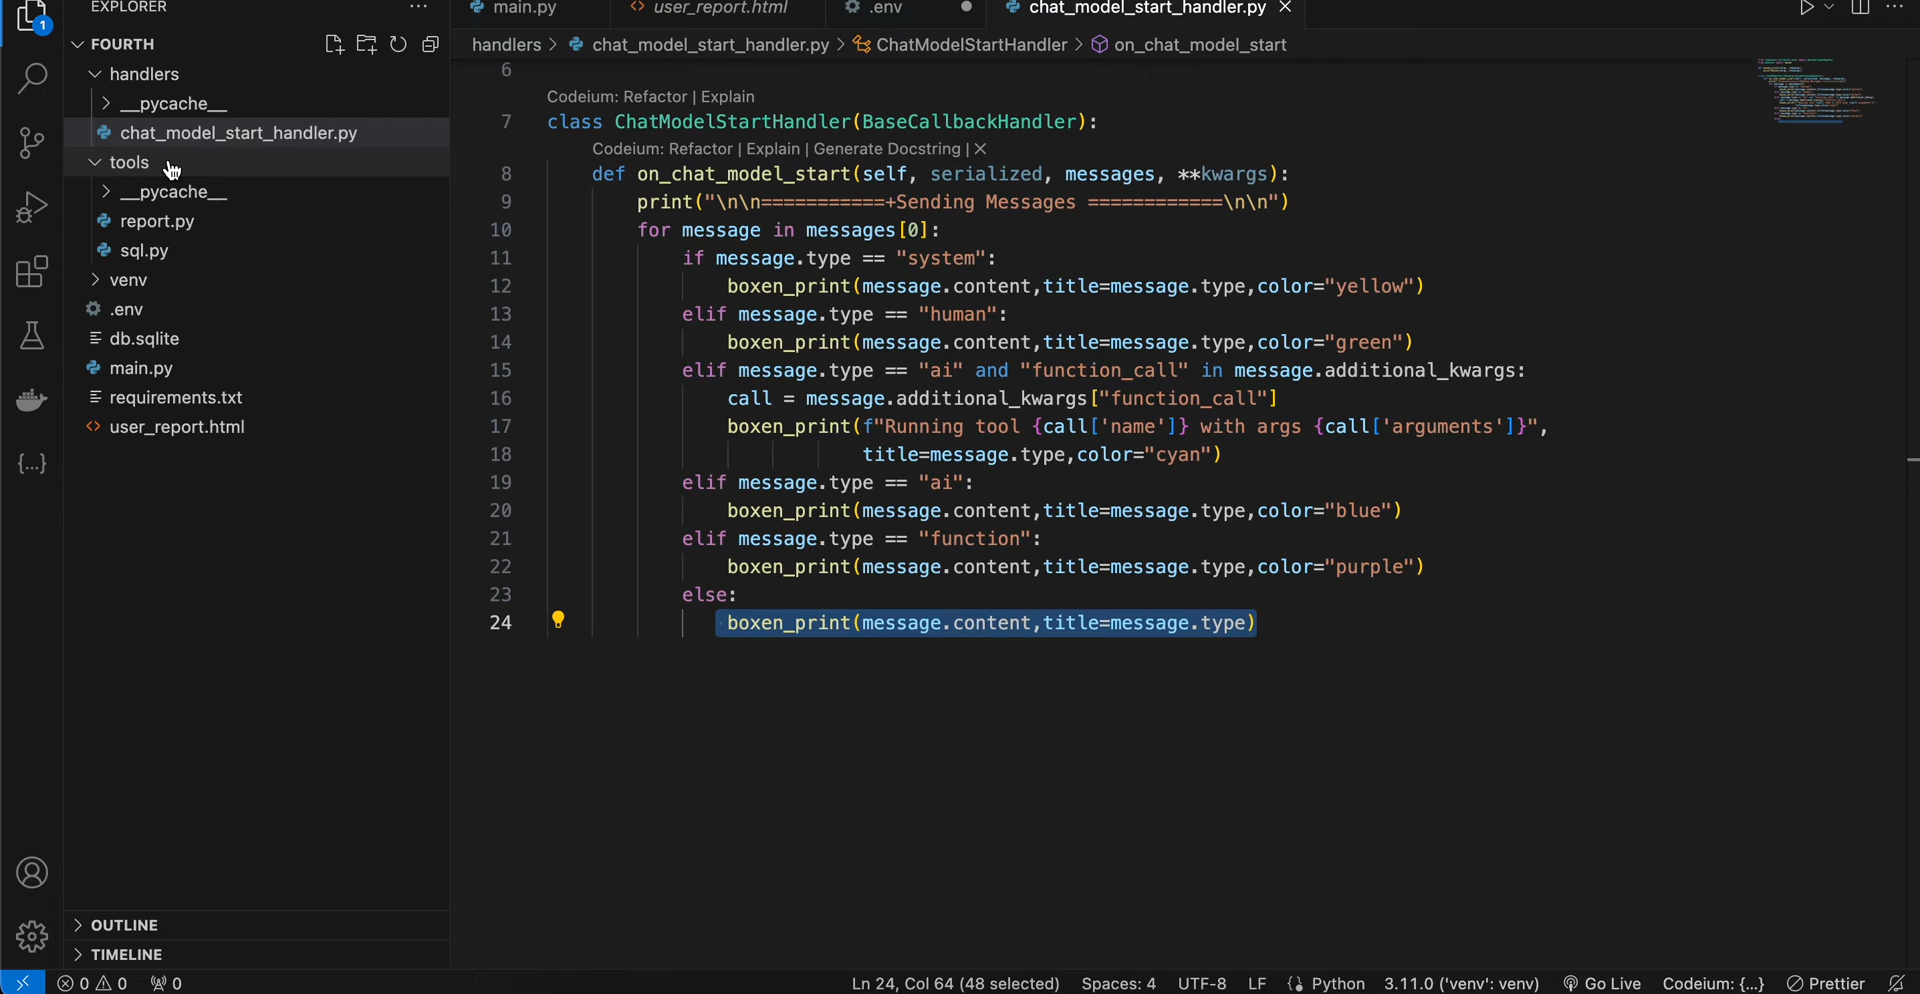 EXPLORER
FOURTH
handlers
__pycache__
chat_model_start_handler.py
tools
__pycache__
report.py
sql.py
venv
.env
db.sqlite
main.py
requirements.txt
user_report.html
OUTLINE
TIMELINE
1
main.py
user_report.html
.env
chat_model_start_handler.py
handlers > chat_model_start_handler.py > ChatModelStartHandler > on_chat_model_start
6
Codeium: Refactor | Explain
7 class ChatModelStartHandler(BaseCallbackHandler):
Codeium: Refactor | Explain | Generate Docstring | ×
8 def on_chat_model_start(self, serialized, messages, **kwargs):
9 print("\n\n===========+Sending Messages ============\n\n")
10 for message in messages[0]:
11 if message.type == "system":
12 boxen_print(message.content,title=message.type,color="yellow")
13 elif message.type == "human":
14 boxen_print(message.content,title=message.type,color="green")
15 elif message.type == "ai" and "function_call" in message.additional_kwargs:
16 call = message.additional_kwargs["function_call"]
17 boxen_print(f"Running tool {call['name']} with args {call['arguments']}",
18 title=message.type,color="cyan")
19 elif message.type == "ai":
20 boxen_print(message.content,title=message.type,color="blue")
21 elif message.type == "function":
22 boxen_print(message.content,title=message.type,color="purple")
23 else:
24 boxen_print(message.content,title=message.type)
0 0 0 Ln 24, Col 64 (48 selected) Spaces: 4 UTF-8 LF Python 3.11.0 ('venv': venv) Go Live Codeium: {...} Prettier